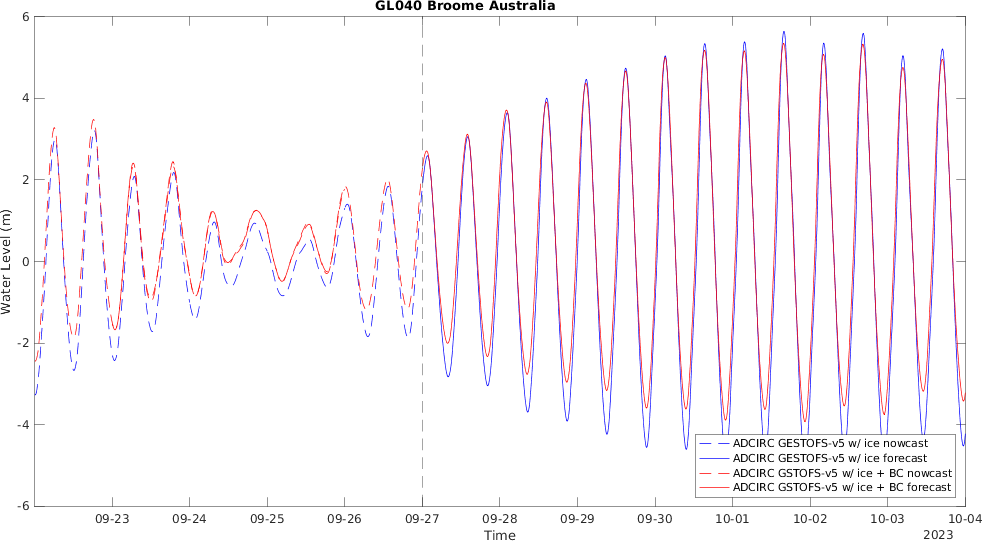 GL040 Broome Australia
6
4
2
0
-2
-4
-6
Water Level (m)
ADCIRC GESTOFS-v5 w/ ice nowcast
ADCIRC GESTOFS-v5 w/ ice forecast
ADCIRC GSTOFS-v5 w/ ice + BC nowcast
ADCIRC GSTOFS-v5 w/ ice + BC forecast
09-23 09-24 09-25 09-26 09-27 09-28 09-29 09-30 10-01 10-02 10-03 10-04
Time 2023